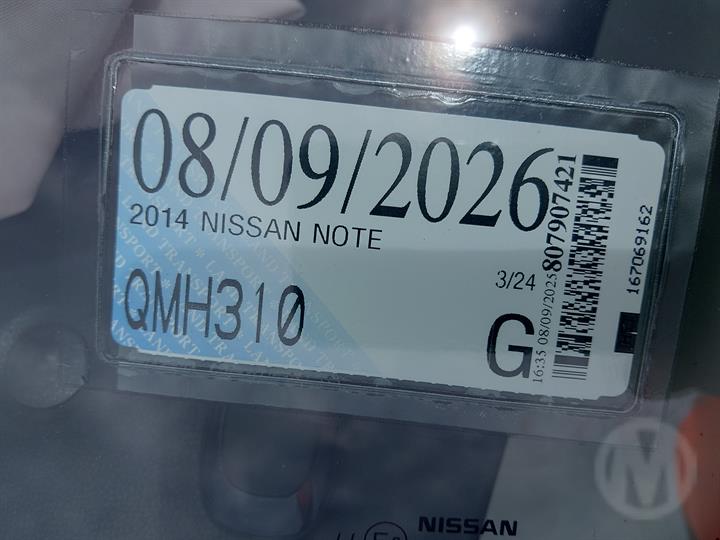 08/09/2026
2014 NISSAN NOTE
3/24
QMH310
G
16:35 08/09/2025
807907421
167069162
NISSAN
M